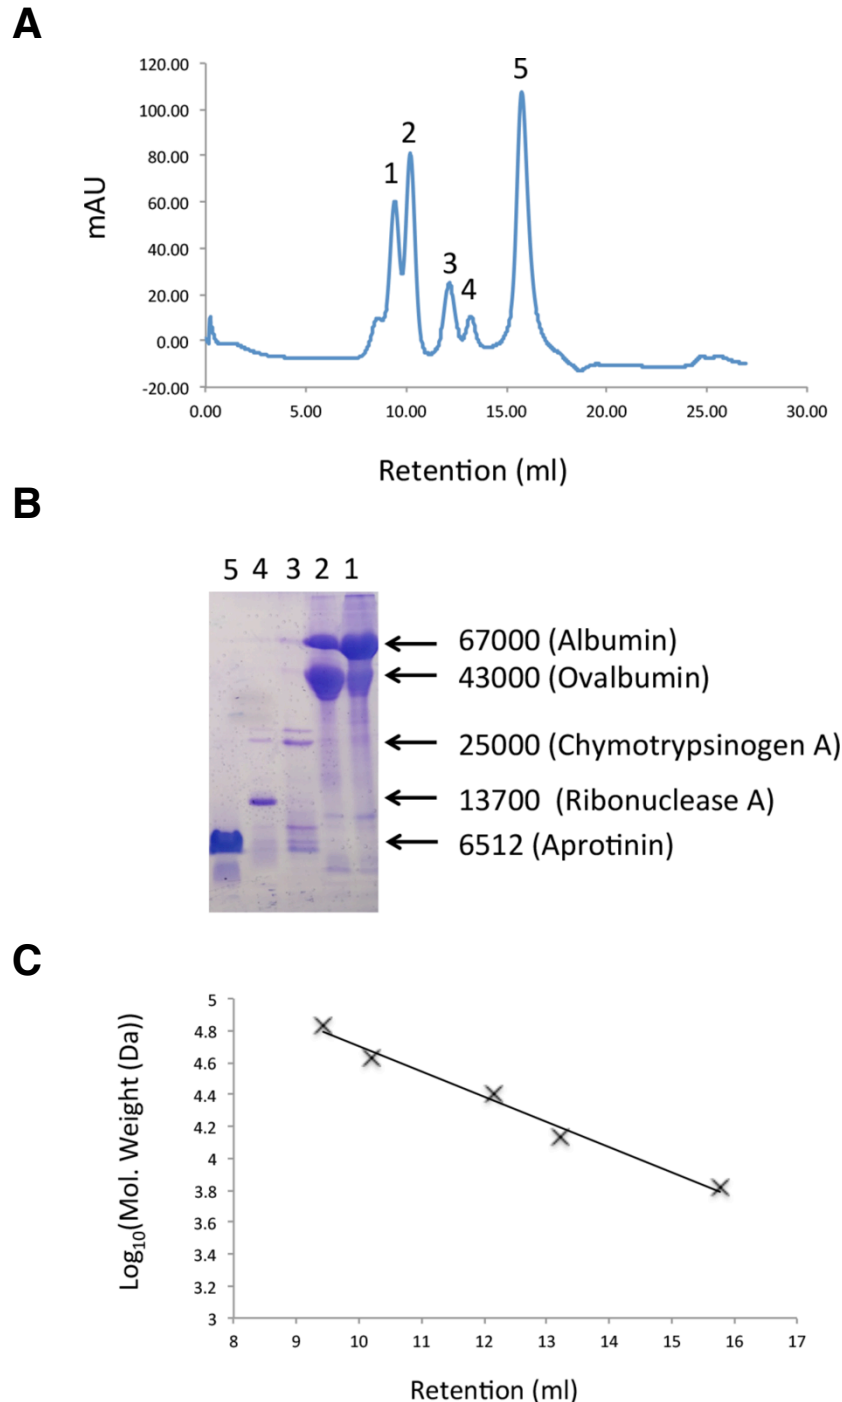 A
120.00
100.00
80.00
60.00
40.00
20.00
0.00
-20.00
mAU
1
2
3
4
5
0.00 5.00 10.00 15.00 20.00 25.00 30.00
Retention (ml)
B
5 4 3 2 1
67000 (Albumin)
43000 (Ovalbumin)
25000 (Chymotrypsinogen A)
13700 (Ribonuclease A)
6512 (Aprotinin)
C
Log10(Mol. Weight (Da))
5
4.8
4.6
4.4
4.2
4
3.8
3.6
3.4
3.2
3
8 9 10 11 12 13 14 15 16 17
Retention (ml)